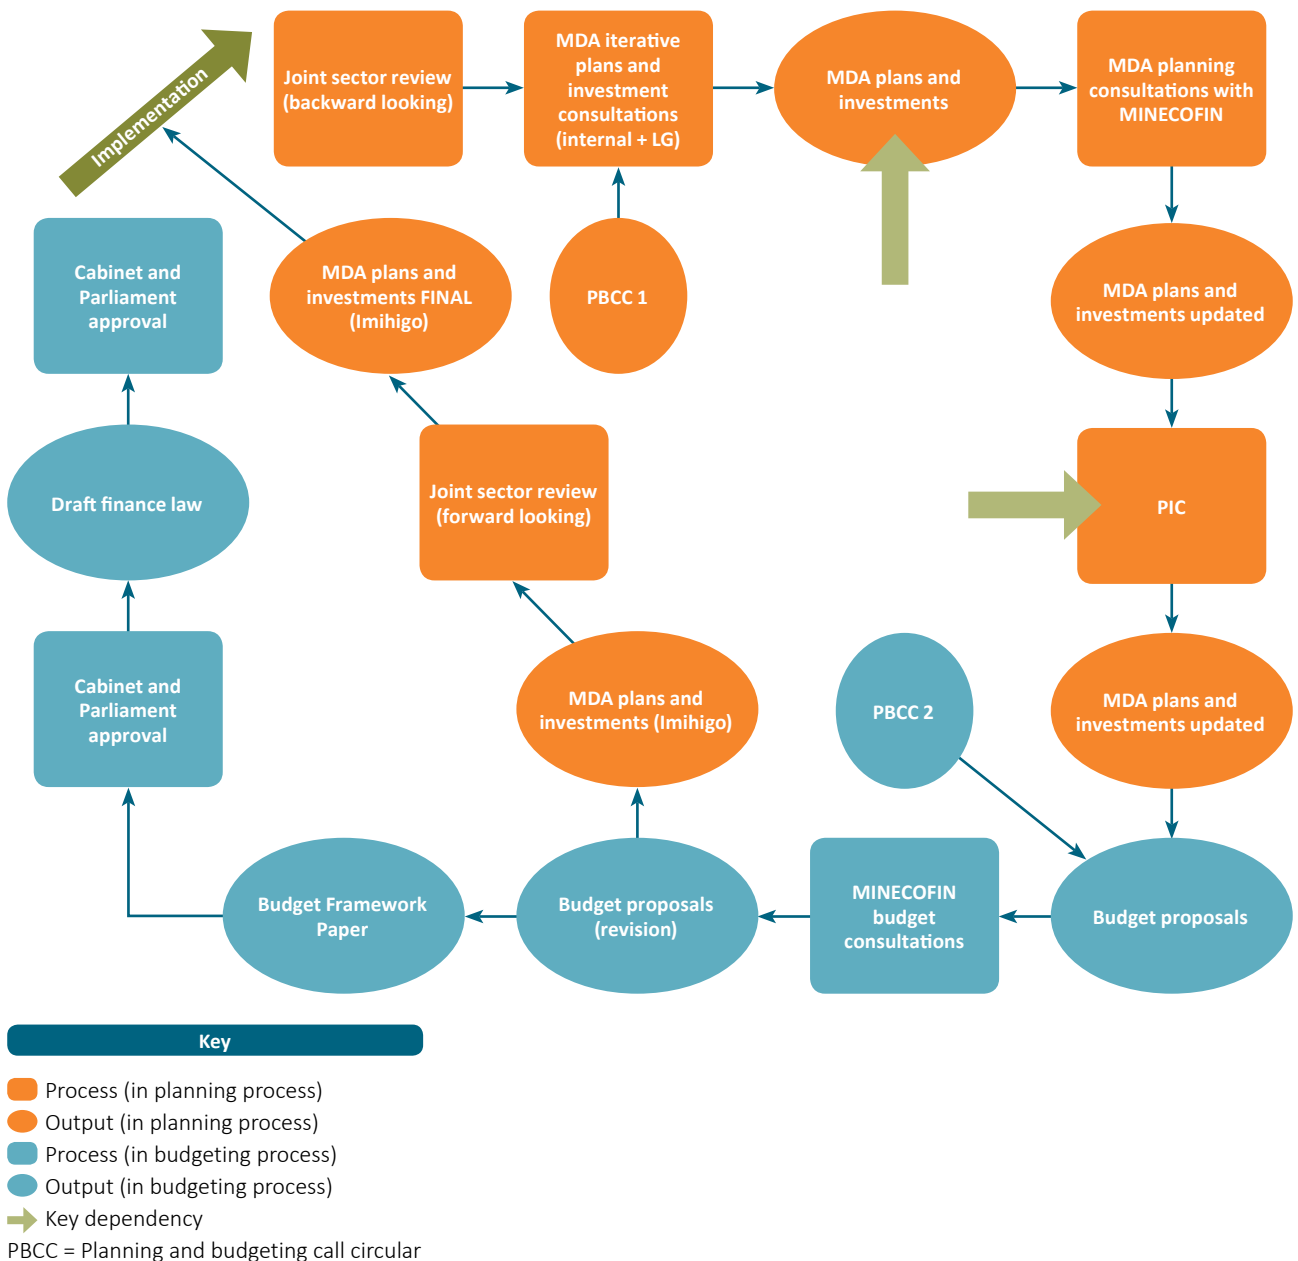 Implementation
Joint sector review
(backward looking)
MDA iterative
plans and
investment
consultations
(internal + LG)
MDA plans and
investments
MDA planning
consultations with
MINECOFIN
Cabinet and
Parliament
approval
MDA plans and
investments FINAL
(Imihigo)
PBCC 1
MDA plans and
investments updated
Draft finance law
Joint sector review
(forward looking)
PIC
Cabinet and
Parliament
approval
MDA plans and
investments (Imihigo)
PBCC 2
MDA plans and
investments updated
Budget Framework
Paper
Budget proposals
(revision)
MINECOFIN
budget
consultations
Budget proposals
Key
Process (in planning process)
Output (in planning process)
Process (in budgeting process)
Output (in budgeting process)
Key dependency
PBCC = Planning and budgeting call circular